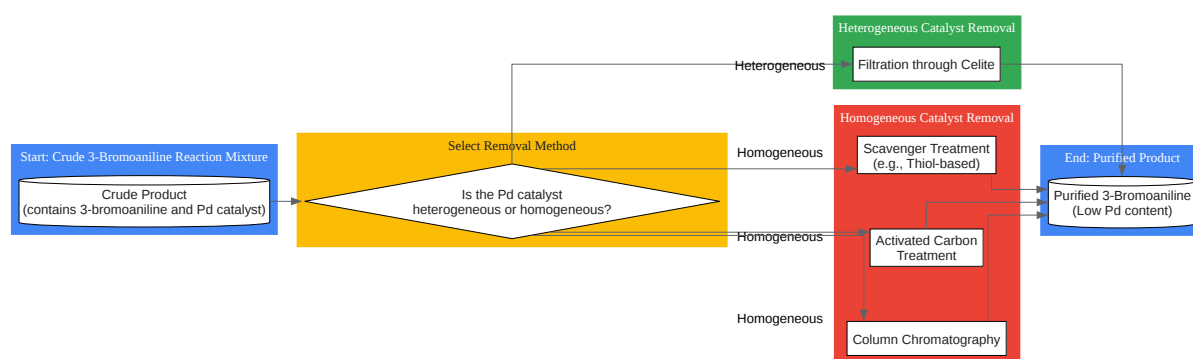 Start: Crude 3-Bromoaniline Reaction Mixture
Crude Product
(contains 3-bromoaniline and Pd catalyst)
Select Removal Method
Is the Pd catalyst
heterogeneous or homogeneous?
Heterogeneous
Homogeneous
Homogeneous
Homogeneous
Heterogeneous Catalyst Removal
Filtration through Celite
Homogeneous Catalyst Removal
Scavenger Treatment
(e.g., Thiol-based)
Activated Carbon
Treatment
Column Chromatography
End: Purified Product
Purified 3-Bromoaniline
(Low Pd content)